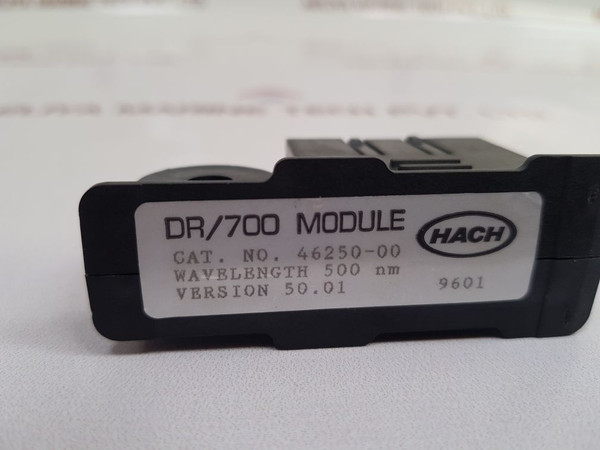 DR/700 MODULE
HACH
CAT. NO. 46250-00
WAVELENGTH 500 nm
VERSION 50.01
9601